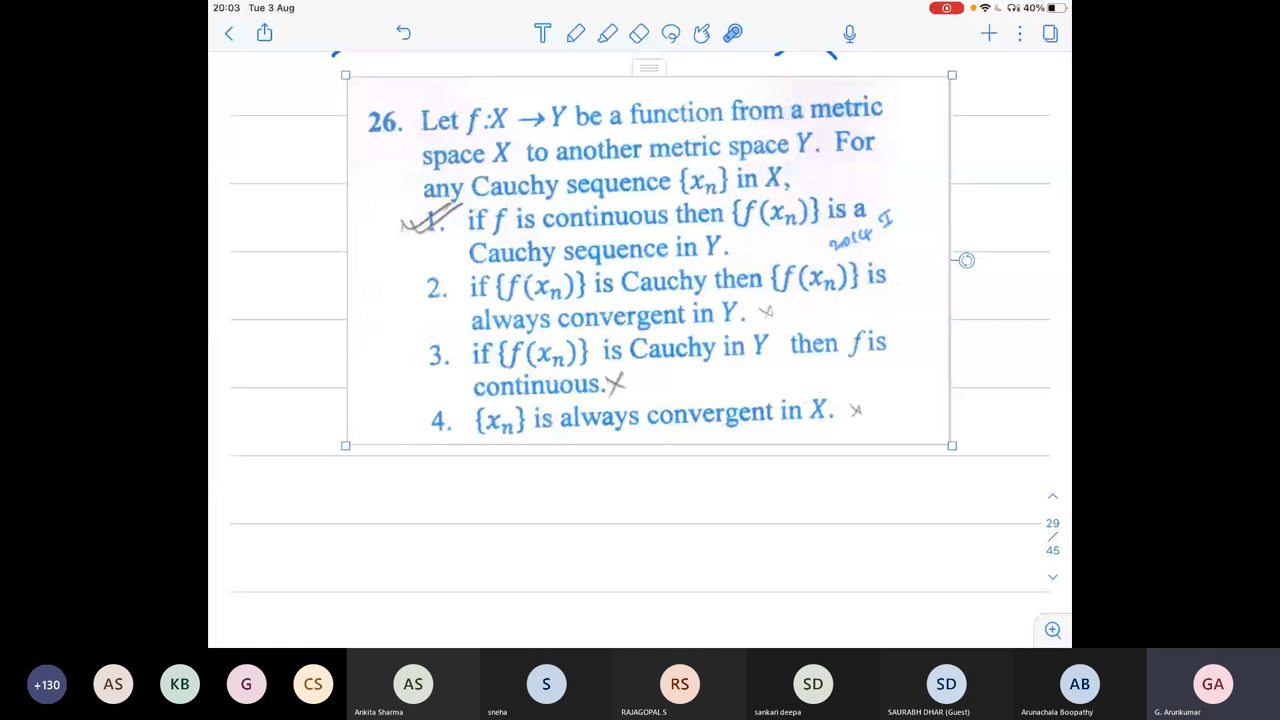 20:03 Tue 3 Aug
40%
26. Let f:X → Y be a function from a metric
space X to another metric space Y. For
any Cauchy sequence {xₙ} in X,
1. if f is continuous then {f(xₙ)} is a
Cauchy sequence in Y.
2014 I
2. if {f(xₙ)} is Cauchy then {f(xₙ)} is
always convergent in Y. ×
3. if {f(xₙ)} is Cauchy in Y then f is
continuous. ×
4. {xₙ} is always convergent in X. ×
29
/
45
+130 AS KB G CS AS S RS SD SD AB GA
Ankita Sharma sneha RAJAGOPAL S sankari deepa SAURABH DHAR (Guest) Arunachala Boopathy G. Arunkumar